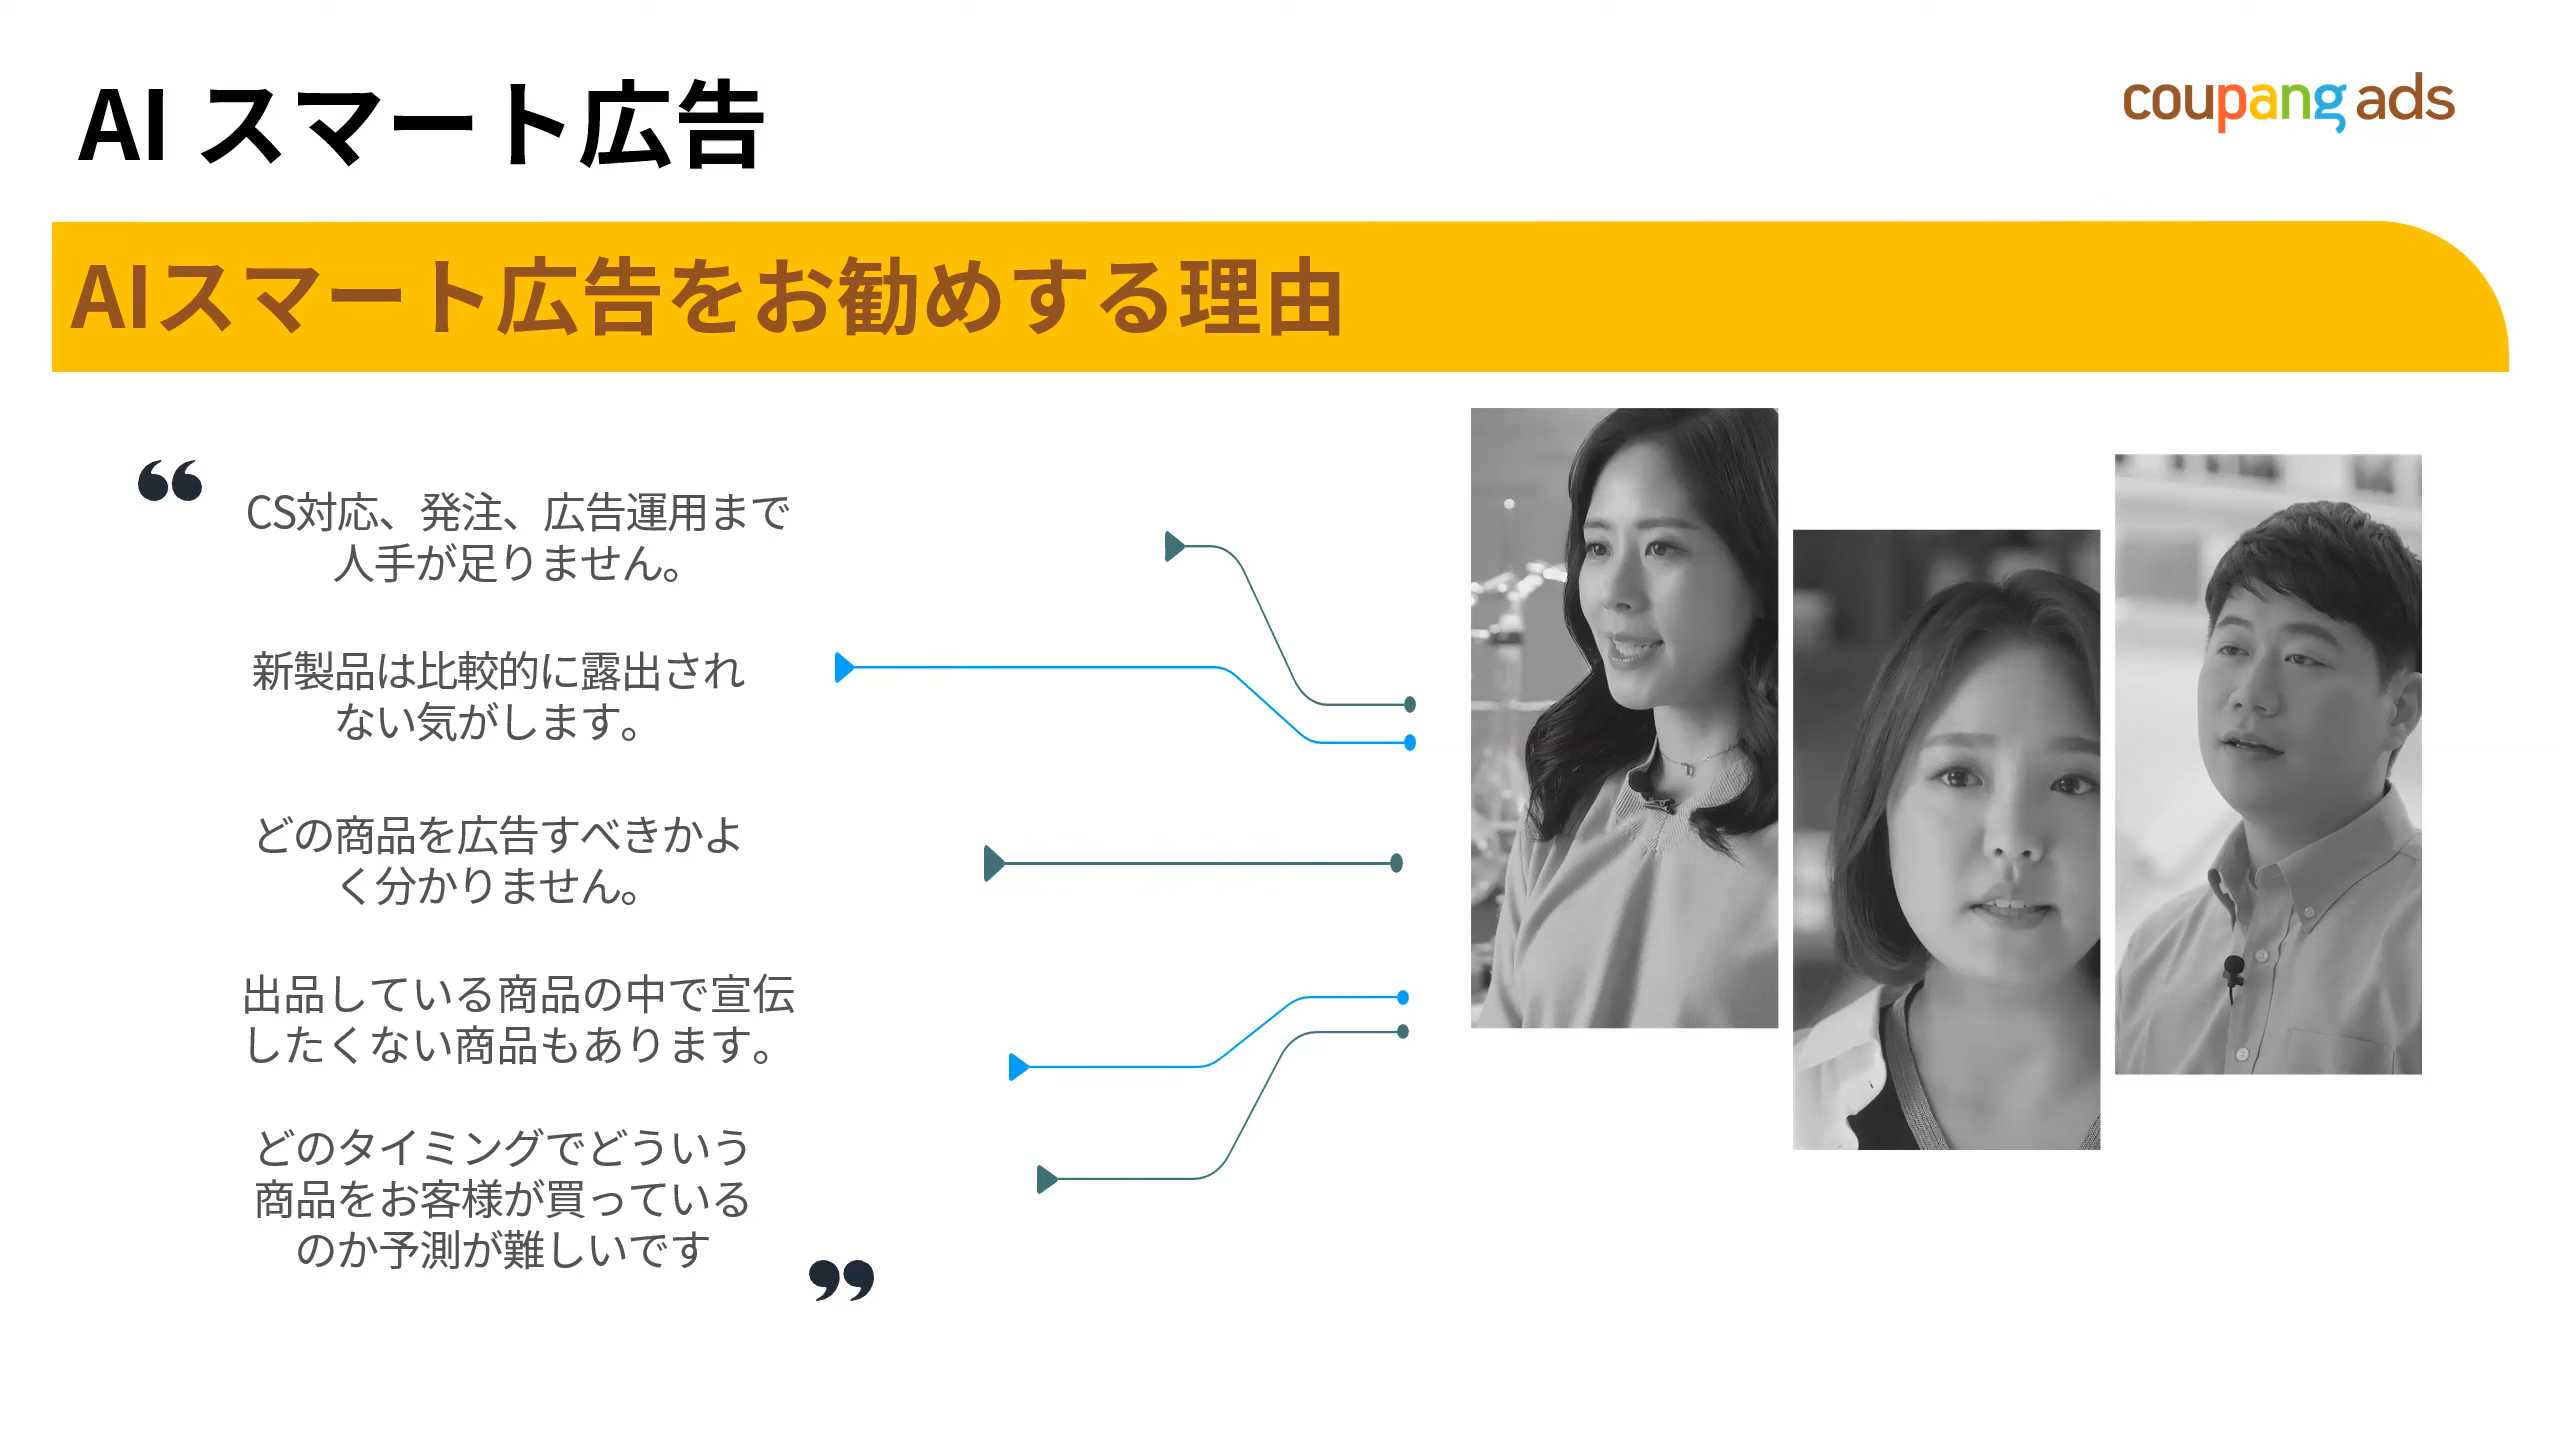 AI スマート広告
coupang ads
AIスマート広告をお勧めする理由
“
CS対応、発注、広告運用まで
人手が足りません。
新製品は比較的に露出され
ない気がします。
どの商品を広告すべきかよ
く分かりません。
出品している商品の中で宣伝
したくない商品もあります。
どのタイミングでどういう
商品をお客様が買っている
のか予測が難しいです
”